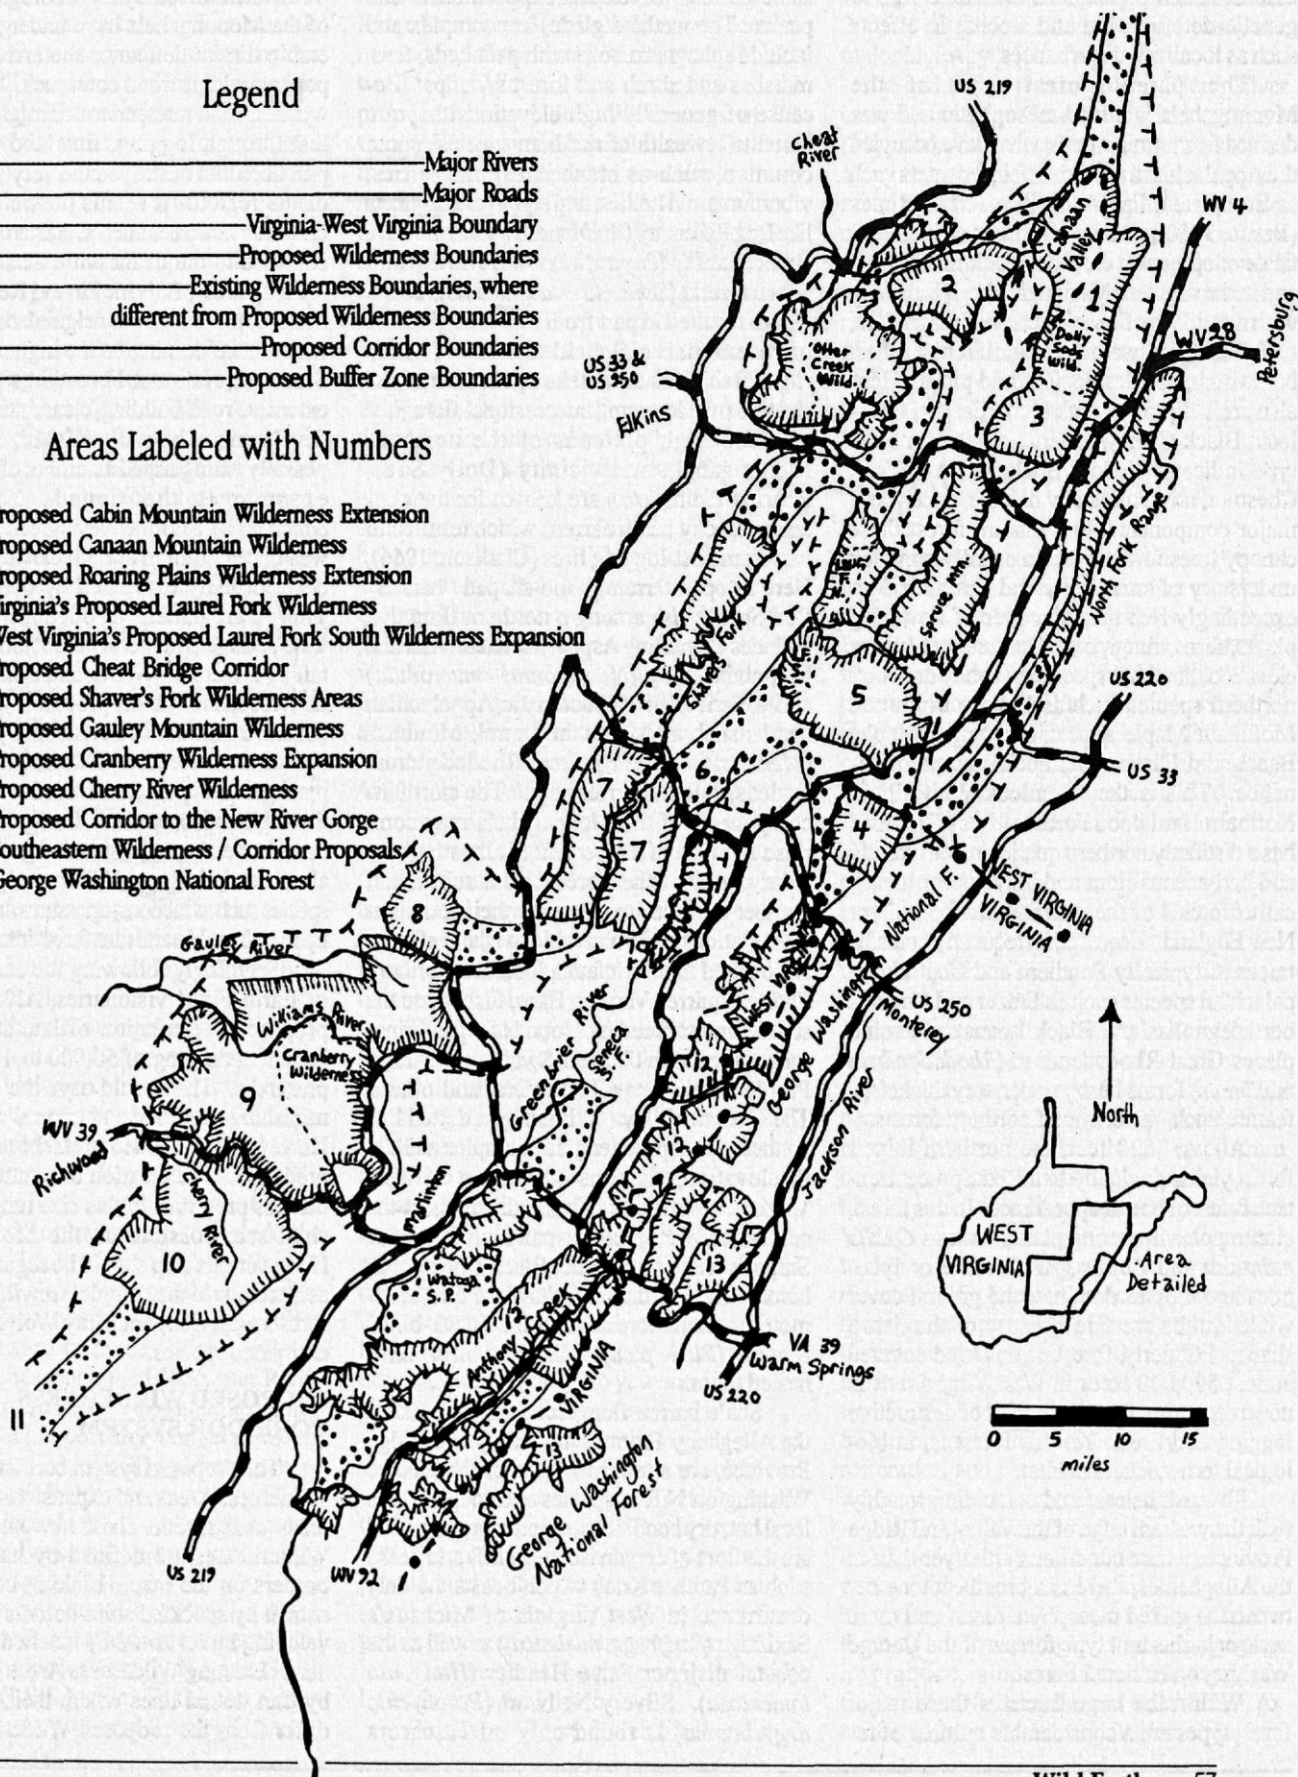 Legend
Major Rivers
Major Roads
Virginia-West Virginia Boundary
Proposed Wilderness Boundaries
Existing Wilderness Boundaries, where
different from Proposed Wilderness Boundaries
Proposed Corridor Boundaries
Proposed Buffer Zone Boundaries
Areas Labeled with Numbers
roposed Cabin Mountain Wilderness Extension
roposed Canaan Mountain Wilderness
roposed Roaring Plains Wilderness Extension
irginia's Proposed Laurel Fork Wilderness
West Virginia's Proposed Laurel Fork South Wilderness Expansion
roposed Cheat Bridge Corridor
roposed Shaver's Fork Wilderness Areas
roposed Gauley Mountain Wilderness
roposed Cranberry Wilderness Expansion
roposed Cherry River Wilderness
roposed Corridor to the New River Gorge
outheastern Wilderness / Corridor Proposals
George Washington National Forest
US 219
Cheat
River
WV 4
Canaan
Valley
2
Otter
Creek
Wild.
Dolly
Sods
Wild.
WV 28
Petersburg
US 33 &
US 250
Elkins
3
North Fork Range
Spruce Mtn.
Shavers Fork
5
US 220
US 33
6
7
7
4
WEST VIRGINIA
VIRGINIA
8
Gauley River
George Washington National F.
WEST VIRGINIA
US 250
Monterey
Williams River
Cranberry
Wilderness
9
Greenbrier River
Seneca
S.F.
12
Jackson River
North
WV 39
Richwood
Cherry
River
10
Marlinton
12
13
Watoga
S.P.
12
Anthony Creek
VIRGINIA
VA 39
Warm Springs
US 220
WEST
VIRGINIA
Area
Detailed
11
13
George Washington
National Forest
0 5 10 15
miles
US 219
WV 92
Wild Earth 57